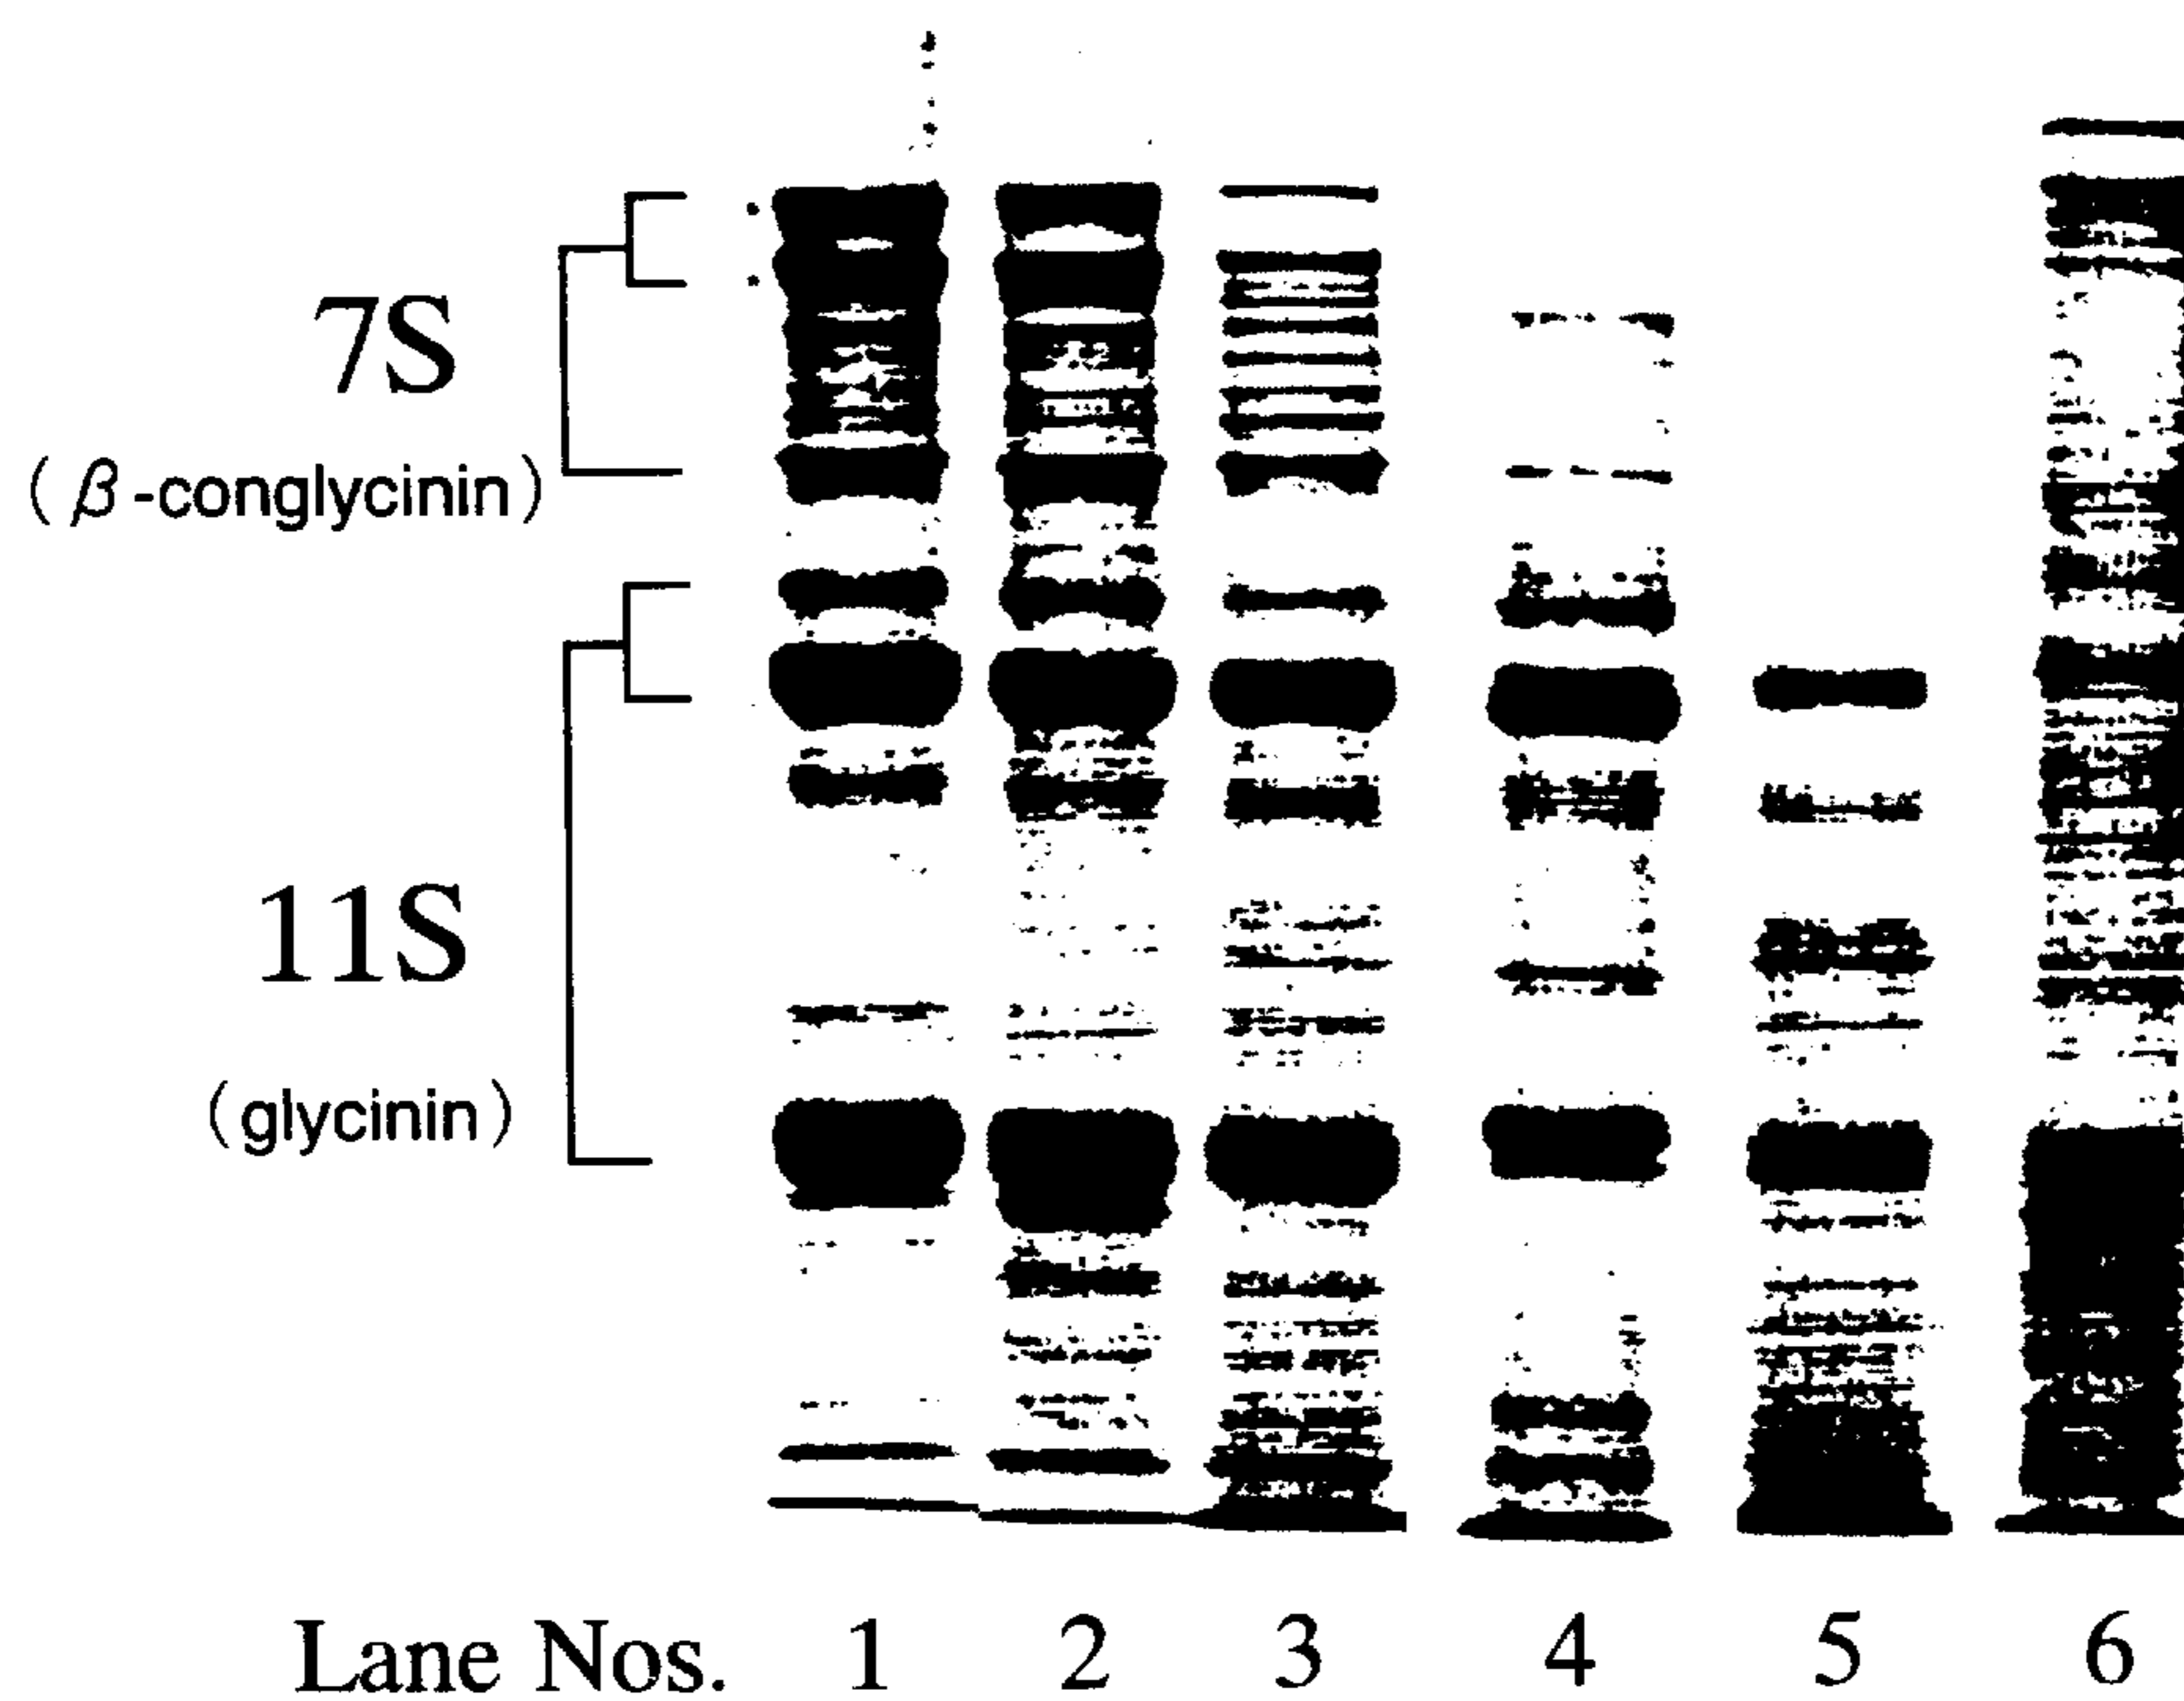 7S
(β-conglycinin)
11S
(glycinin)
Lane Nos. 1 2 3 4 5 6